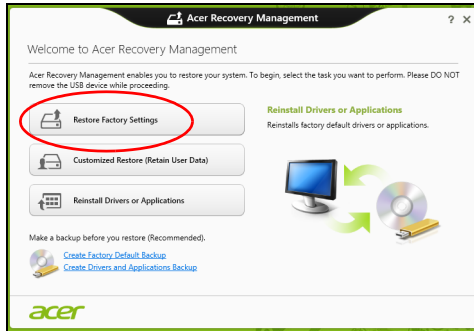 Acer Recovery Management
? X
Welcome to Acer Recovery Management
Acer Recovery Management enables you to restore your system. To begin, select the task you want to perform. Please DO NOT
remove the USB device while proceeding.
Restore Factory Settings
Customized Restore (Retain User Data)
Reinstall Drivers or Applications
Reinstall Drivers or Applications
Reinstalls factory default drivers or applications.
Make a backup before you restore (Recommended).
Create Factory Default Backup
Create Drivers and Applications Backup
acer